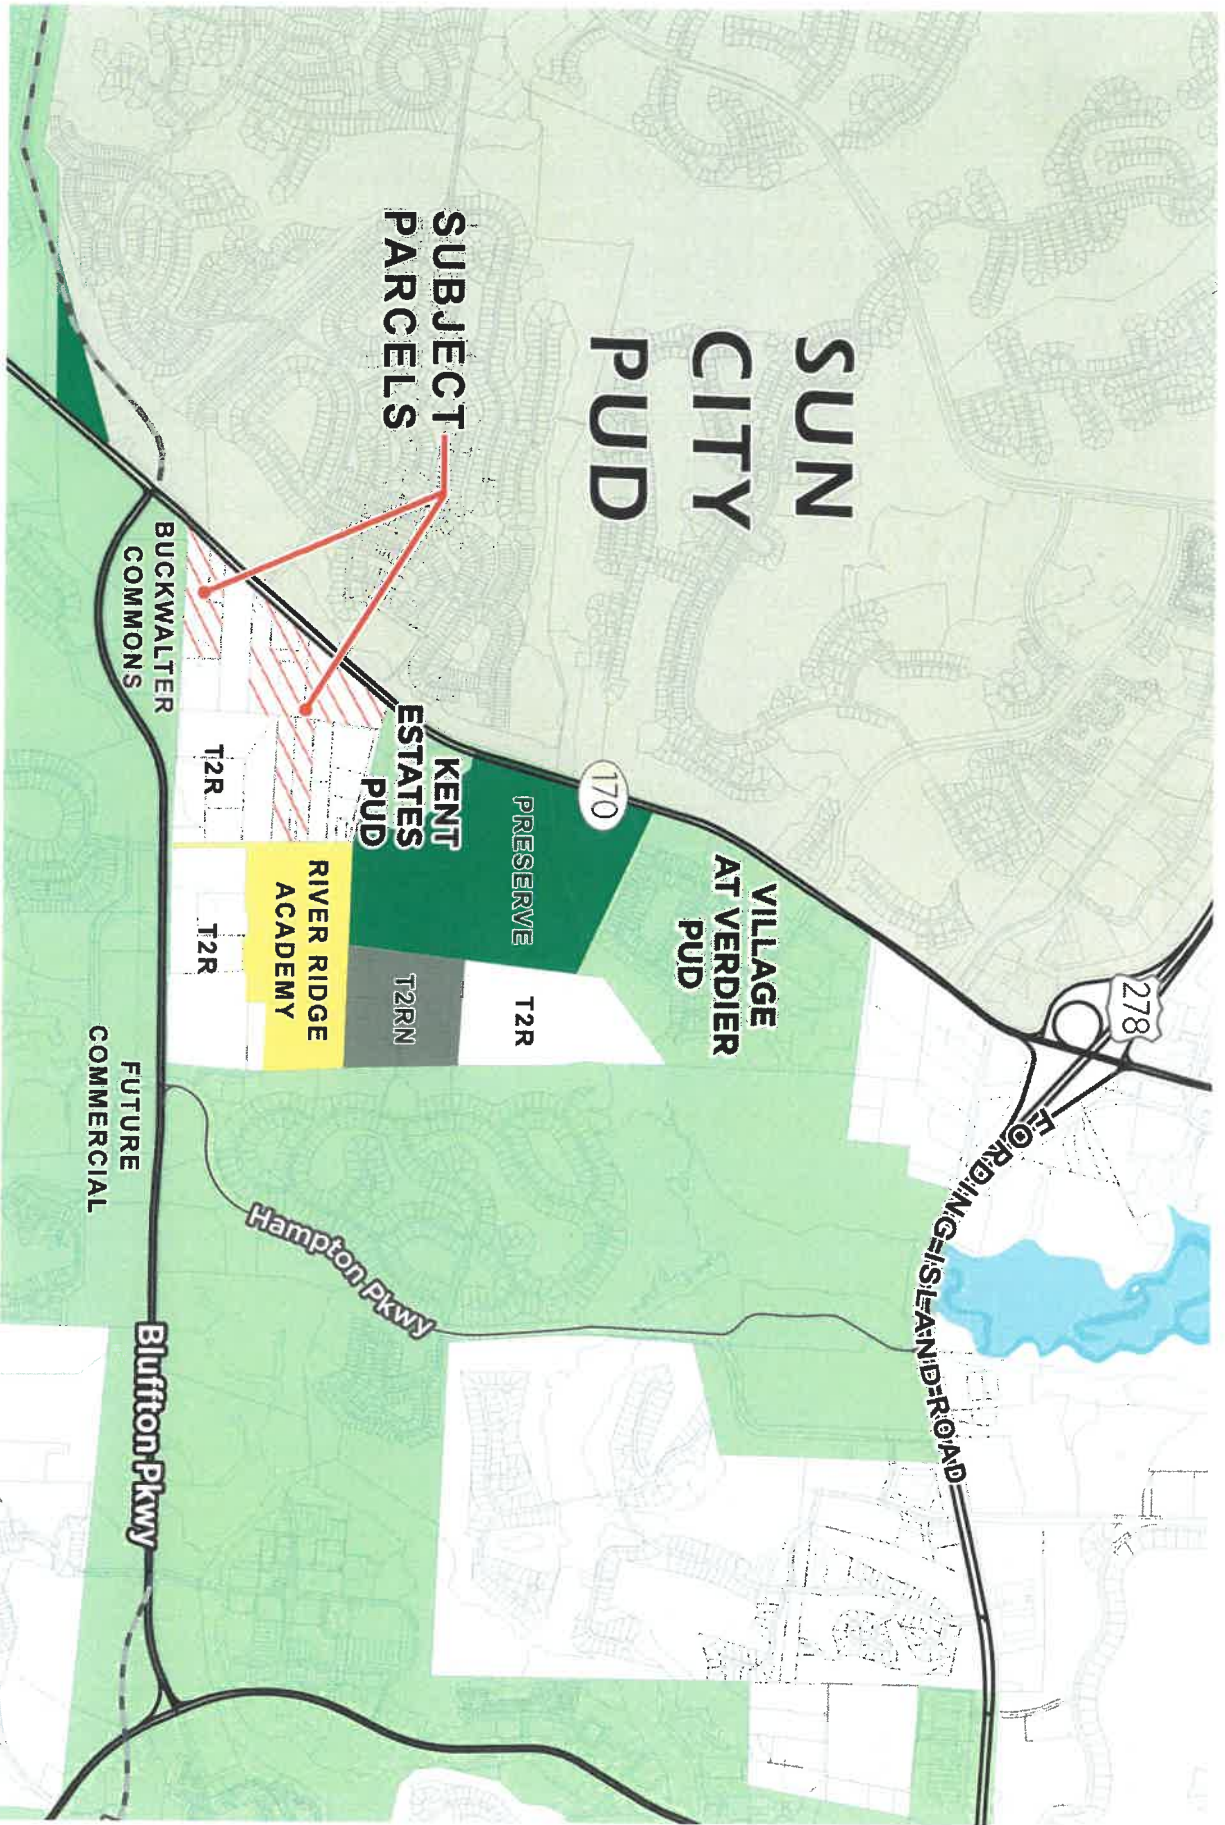 SUN
CITY
PUD
SUBJECT
PARCELS
278
FORDING ISLAND ROAD
170
VILLAGE
AT VERDIER
PUD
PRESERVE
KENT
ESTATES
PUD
T2R
T2RN
RIVER RIDGE
ACADEMY
T2R
T2R
BUCKWALTER
COMMONS
FUTURE
COMMERCIAL
Hampton Pkwy
Bluffton Pkwy